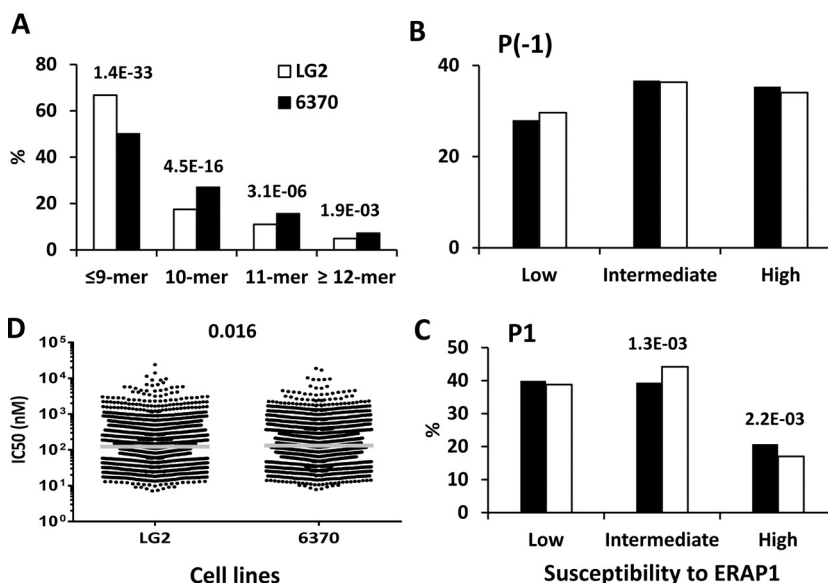 A
80
60
40
20
0
%
1.4E-33
4.5E-16
3.1E-06
1.9E-03
LG2
6370
≤9-mer 10-mer 11-mer ≥ 12-mer
B
P(-1)
40
20
0
Low Intermediate High
D
0.016
10⁵
10⁴
10³
10²
10¹
10⁰
IC50 (nM)
LG2 6370
Cell lines
C
P1
50
40
30
20
10
0
%
1.3E-03
2.2E-03
Low Intermediate High
Susceptibility to ERAP1